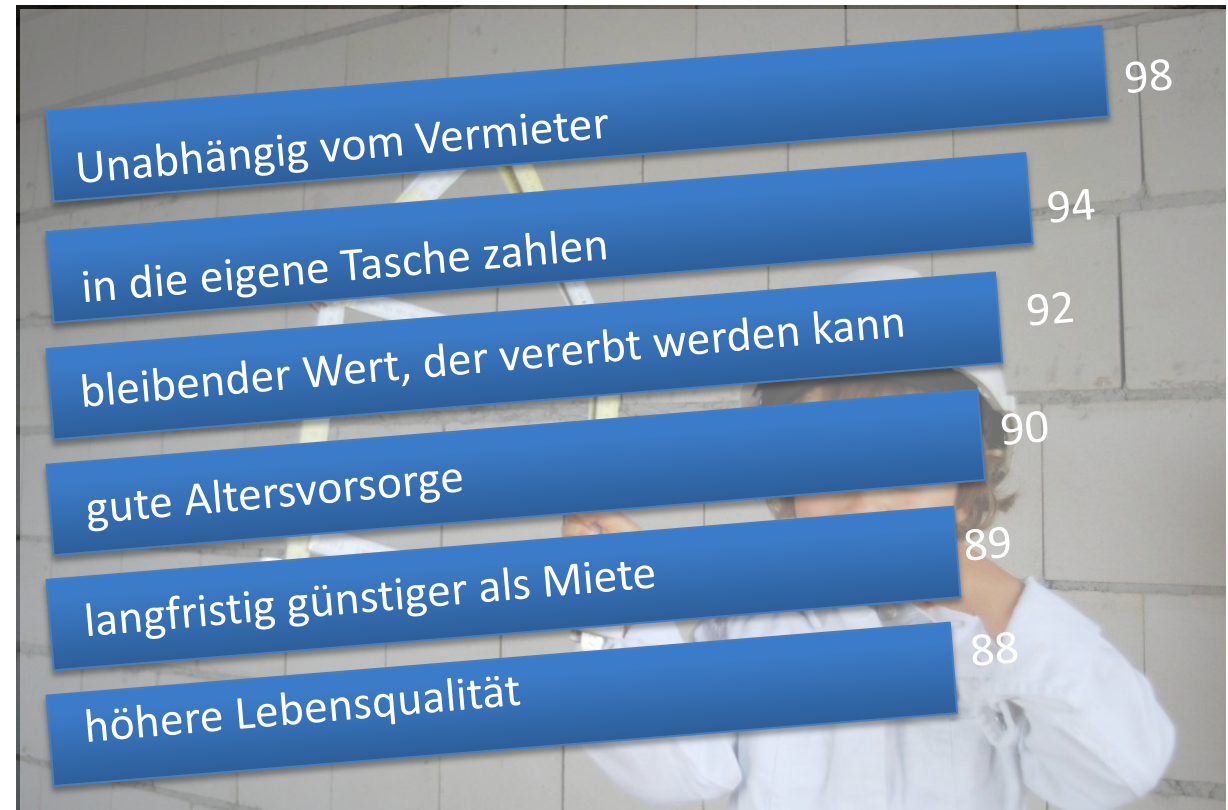 Unabhängig vom Vermieter 98
in die eigene Tasche zahlen 94
bleibender Wert, der vererbt werden kann 92
gute Altersvorsorge 90
langfristig günstiger als Miete 89
höhere Lebensqualität 88